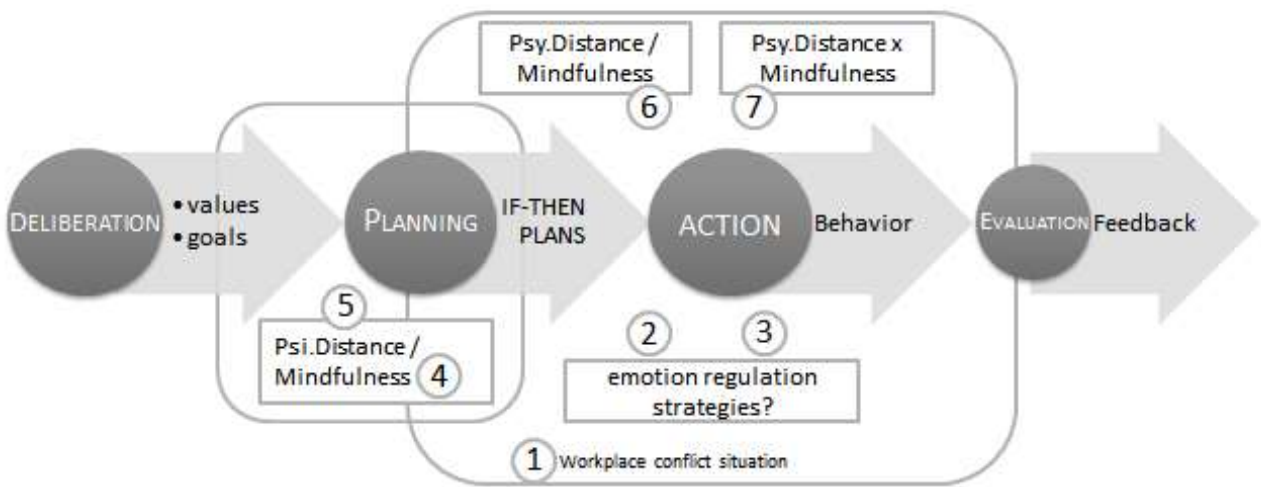 Psy.Distance /
Mindfulness
6
Psy.Distance x
Mindfulness
7
DELIBERATION
• values
• goals
PLANNING
IF-THEN
PLANS
ACTION
Behavior
EVALUATION
Feedback
5
Psi.Distance /
Mindfulness 4
2
3
emotion regulation
strategies?
1 Workplace conflict situation